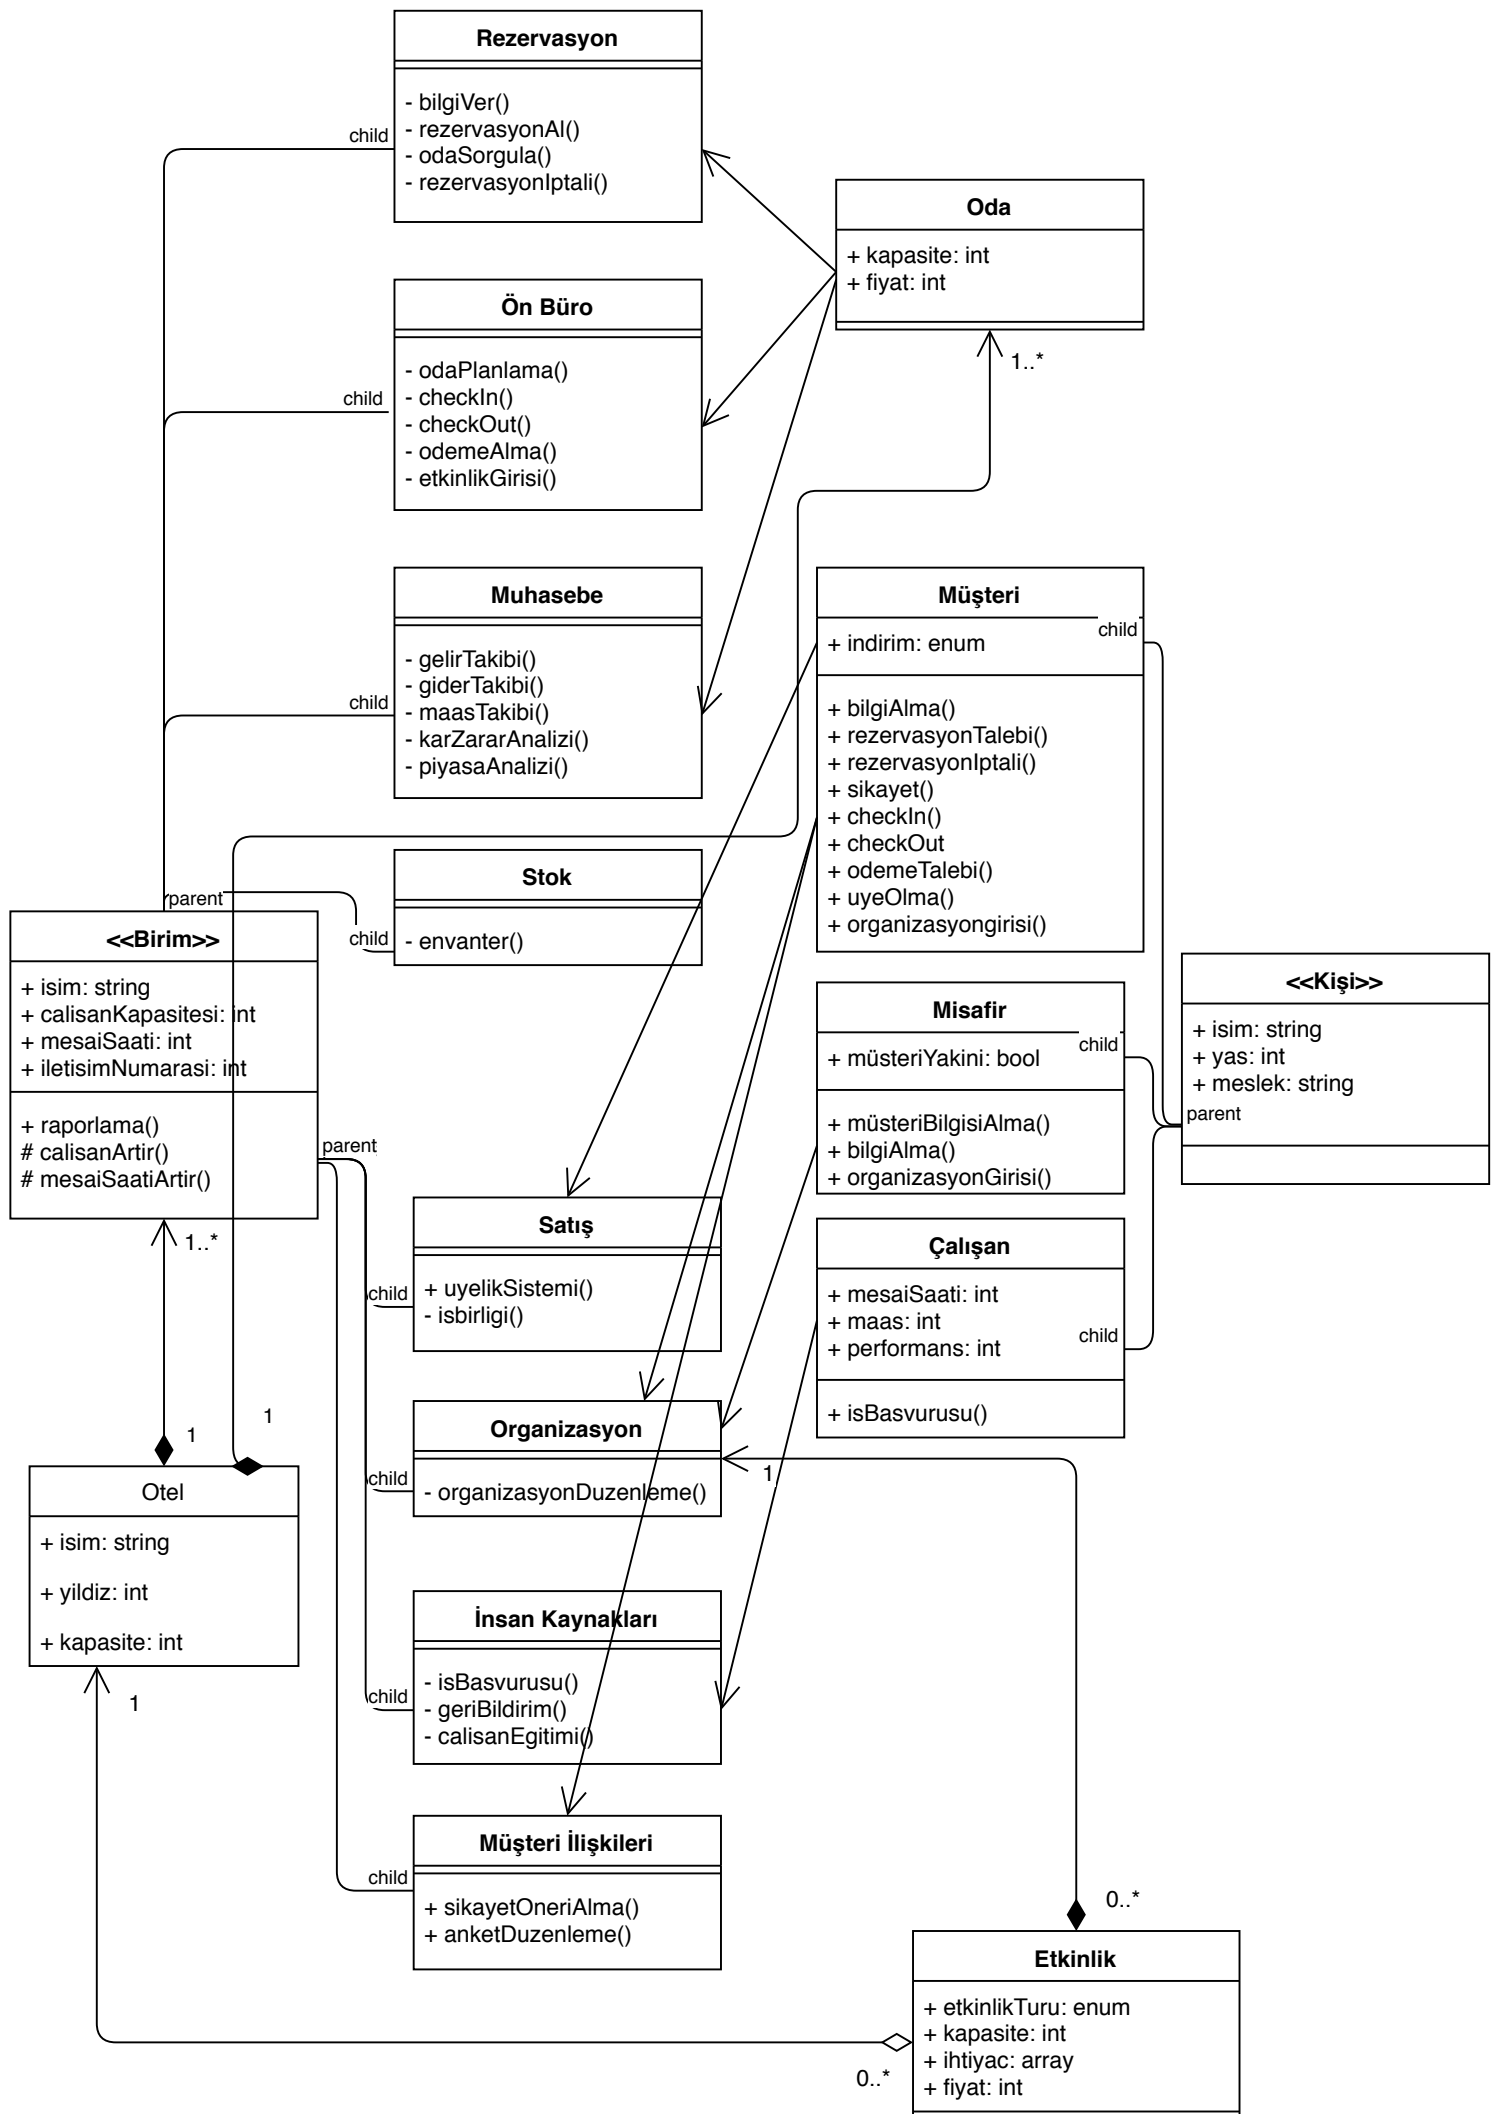 Rezervasyon
- bilgiVer()
- rezervasyonAl()
- odaSorgula()
- rezervasyonIptali()
child
Oda
+ kapasite: int
+ fiyat: int
1..*
Ön Büro
- odaPlanlama()
- checkIn()
- checkOut()
- odemeAlma()
- etkinlikGirisi()
child
Muhasebe
- gelirTakibi()
- giderTakibi()
- maasTakibi()
- karZararAnalizi()
- piyasaAnalizi()
child
Müşteri
child
+ indirim: enum
+ bilgiAlma()
+ rezervasyonTalebi()
+ rezervasyonIptali()
+ sikayet()
+ checkIn()
+ checkOut
+ odemeTalebi()
+ uyeOlma()
+ organizasyongirisi()
Stok
- envanter()
child
parent
<<Birim>>
+ isim: string
+ calisanKapasitesi: int
+ mesaiSaati: int
+ iletisimNumarasi: int
+ raporlama()
# calisanArtir()
# mesaiSaatiArtir()
parent
1..*
Misafir
child
+ müsteriYakini: bool
+ müsteriBilgisiAlma()
+ bilgiAlma()
+ organizasyonGirisi()
<<Kişi>>
+ isim: string
+ yas: int
+ meslek: string
parent
Satış
+ uyelikSistemi()
- isbirligi()
child
Çalışan
+ mesaiSaati: int
+ maas: int
+ performans: int
child
+ isBasvurusu()
1
1
Organizasyon
- organizasyonDuzenleme()
child
1
Otel
+ isim: string
+ yildiz: int
+ kapasite: int
1
İnsan Kaynakları
- isBasvurusu()
- geriBildirim()
- calisanEgitimi()
child
Müşteri İlişkileri
+ sikayetOneriAlma()
+ anketDuzenleme()
child
0..*
Etkinlik
+ etkinlikTuru: enum
+ kapasite: int
+ ihtiyac: array
+ fiyat: int
0..*